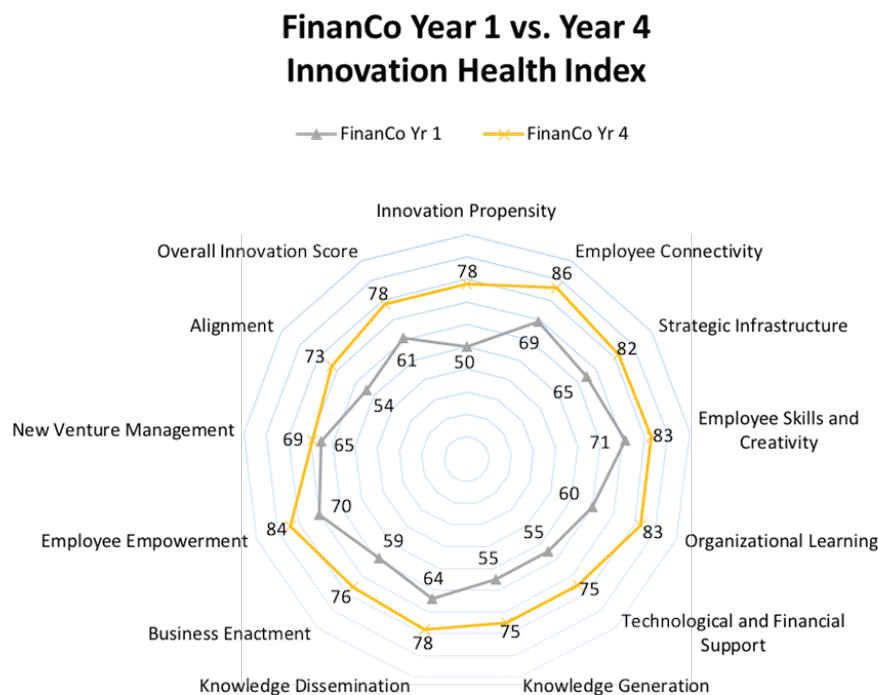 FinanCo Year 1 vs. Year 4
Innovation Health Index
FinanCo Yr 1
FinanCo Yr 4
Innovation Propensity
Overall Innovation Score
Employee Connectivity
78
86
78
Alignment
Strategic Infrastructure
73
61
50
69
82
54
65
New Venture Management
69
65
71
83
Employee Skills and
Creativity
70
60
Employee Empowerment
84
59
55
83
Organizational Learning
64
55
76
75
Business Enactment
Technological and Financial
Support
78
75
Knowledge Dissemination
Knowledge Generation